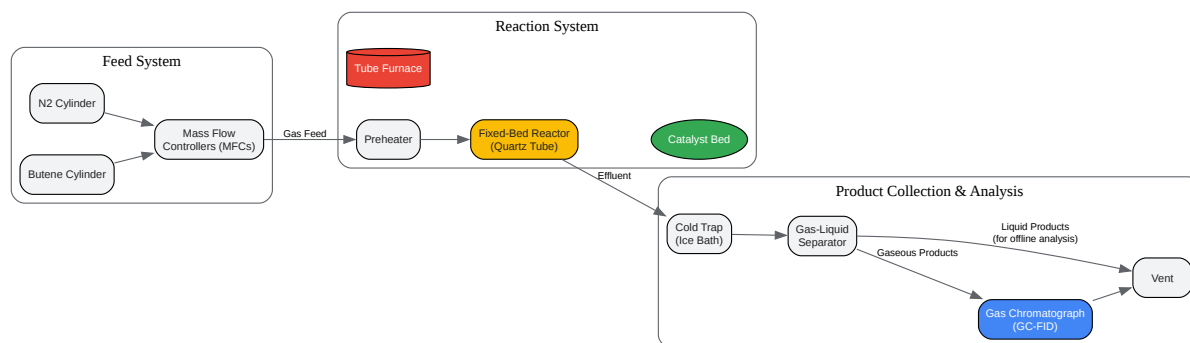 Feed System
N2 Cylinder
Butene Cylinder
Mass Flow
Controllers (MFCs)
Gas Feed
Reaction System
Tube Furnace
Preheater
Fixed-Bed Reactor
(Quartz Tube)
Catalyst Bed
Effluent
Product Collection & Analysis
Cold Trap
(Ice Bath)
Gas-Liquid
Separator
Liquid Products
(for offline analysis)
Gaseous Products
Gas Chromatograph
(GC-FID)
Vent